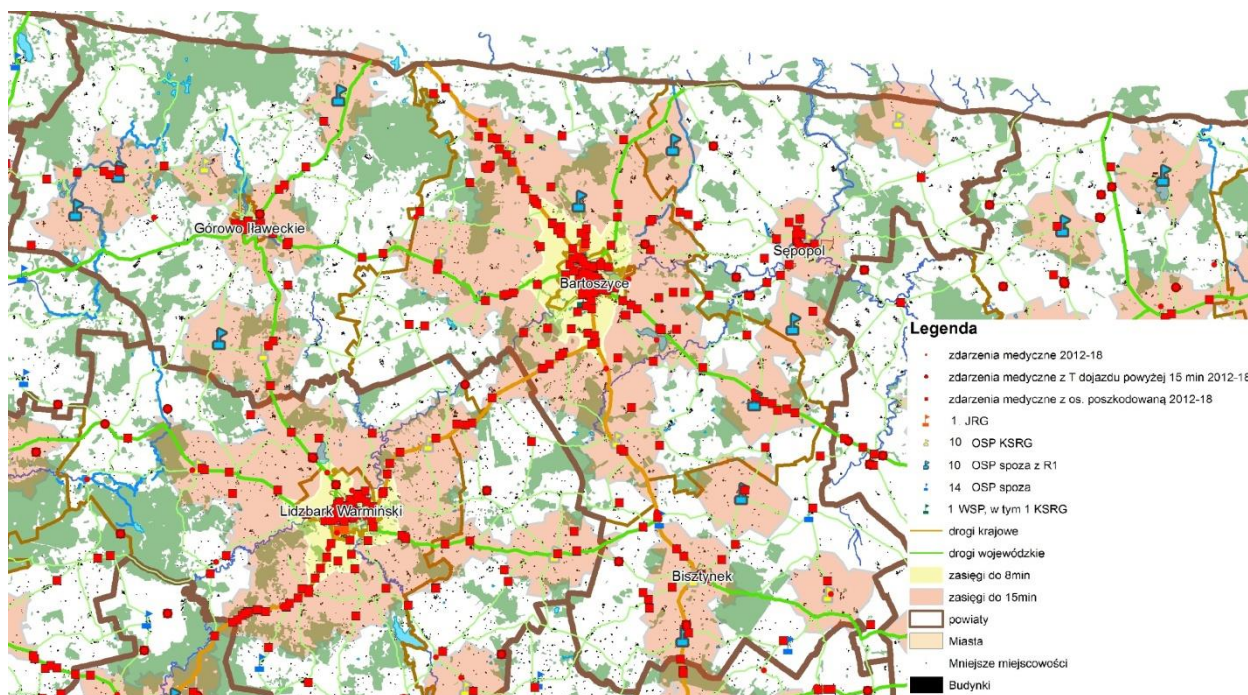 Górowo Iławeckie
Sępopol
Bartoszyce
Lidzbark Warmiński
Bisztynek
Legenda
zdarzenia medyczne 2012-18
zdarzenia medyczne z T dojazdu powyżej 15 min 2012-18
zdarzenia medyczne z os. poszkodowaną 2012-18
1 JRG
10 OSP KSRG
10 OSP spoza z R1
14 OSP spoza
1 WSP, w tym 1 KSRG
drogi krajowe
drogi wojewódzkie
zasięgi do 8min
zasięgi do 15min
powiaty
Miasta
Mniejsze miejscowości
Budynki